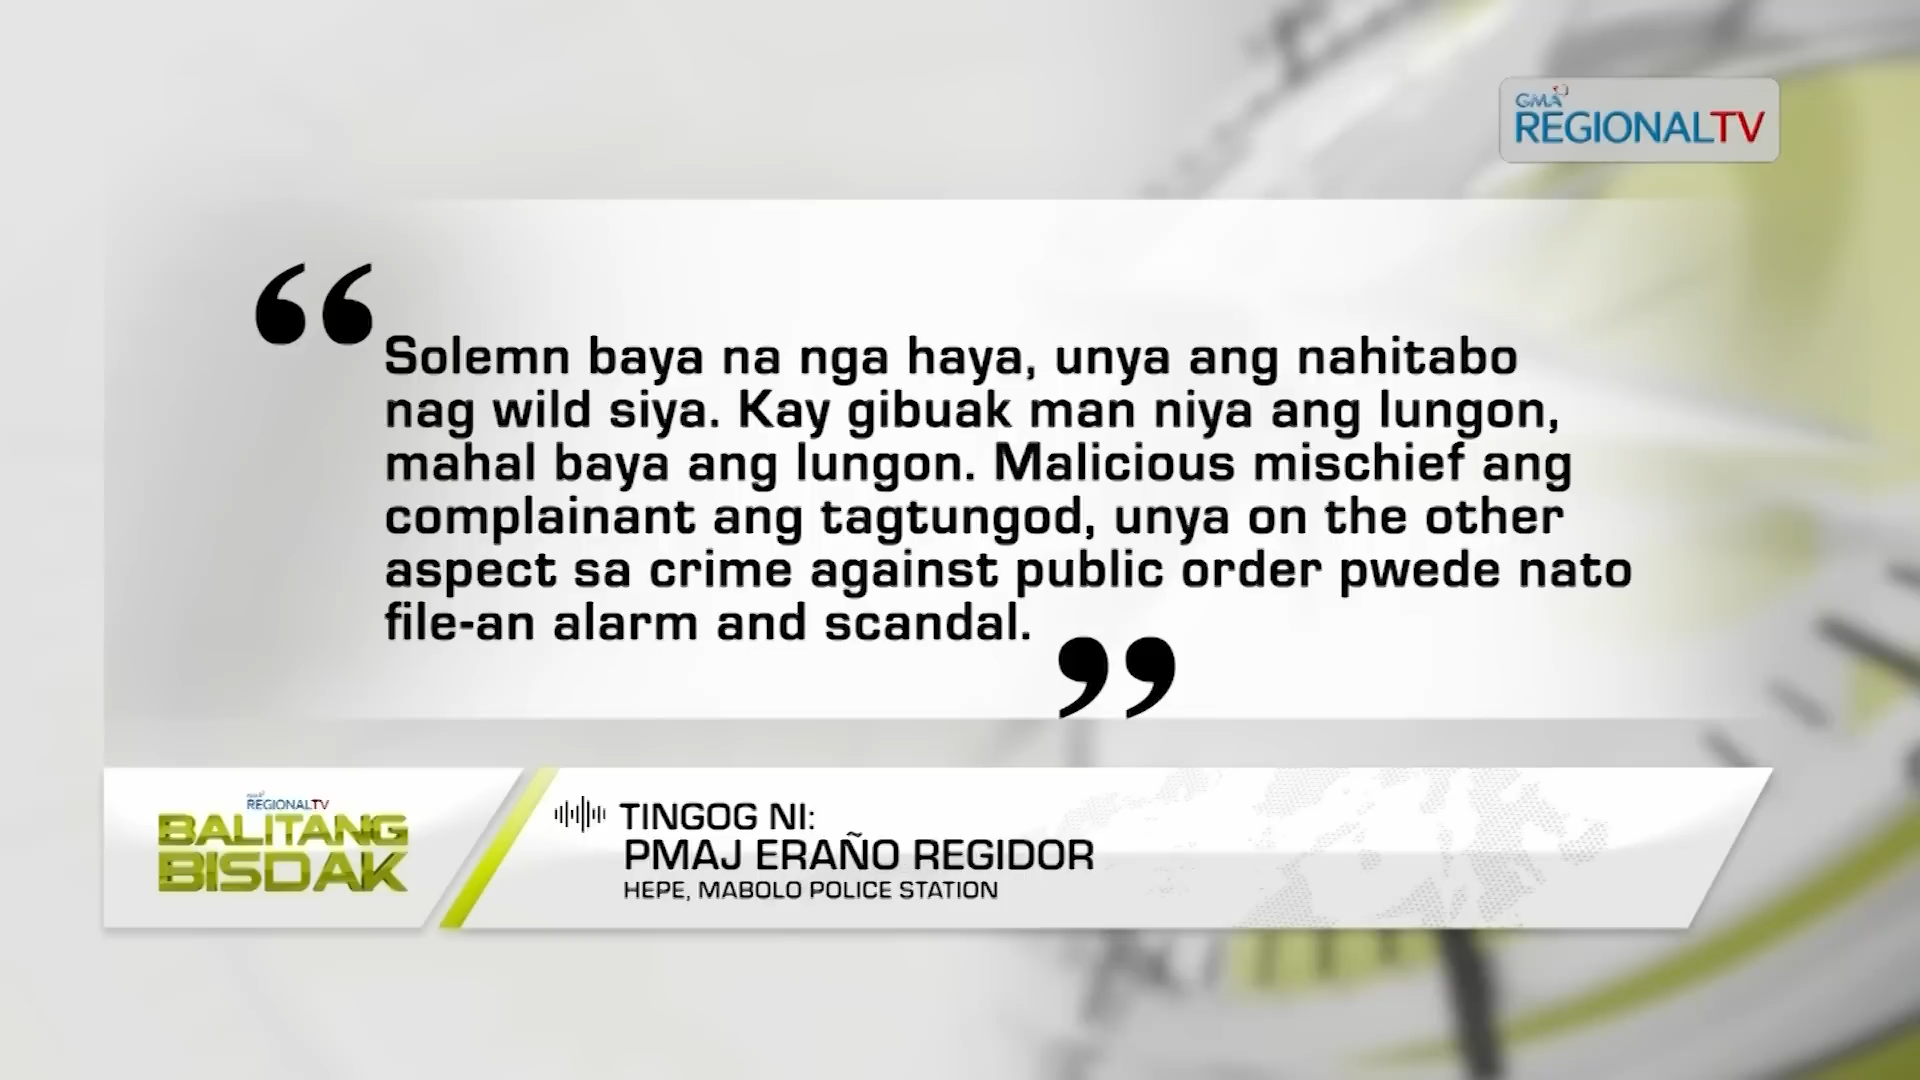 GMA
REGIONALTV
“Solemn baya na nga haya, unya ang nahitabo
nag wild siya. Kay gibuak man niya ang lungon,
mahal baya ang lungon. Malicious mischief ang
complainant ang tagtungod, unya on the other
aspect sa crime against public order pwede nato
file-an alarm and scandal.”
REGIONALTV
BALITANG
BISDAK
TINGOG NI:
PMAJ ERAÑO REGIDOR
HEPE, MABOLO POLICE STATION